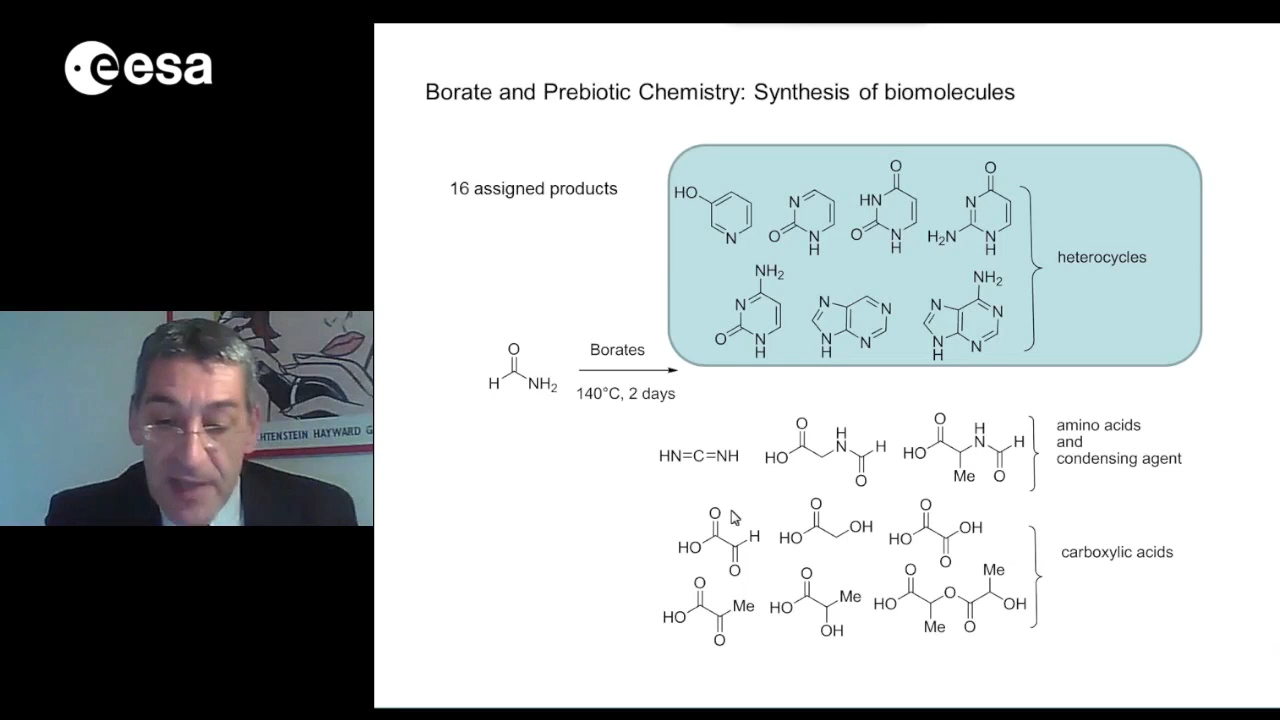 esa
Borate and Prebiotic Chemistry: Synthesis of biomolecules
16 assigned products
HO
N
N
O
N
H
O
HN
O
N
H
O
N
H₂N
N
H
heterocycles
NH₂
N
O
N
H
N
N
N
H
N
NH₂
N
N
N
H
N
O
H
NH₂
Borates
140°C, 2 days
HN=C=NH
O
HO
H
N
H
O
O
HO
H
N
H
Me
O
amino acids
and
condensing agent
O
HO
H
O
O
HO
OH
O
HO
OH
O
carboxylic acids
O
HO
Me
O
O
HO
Me
OH
O
HO
O
Me
O
Me
OH
HTENSTEIN HAYWARD G